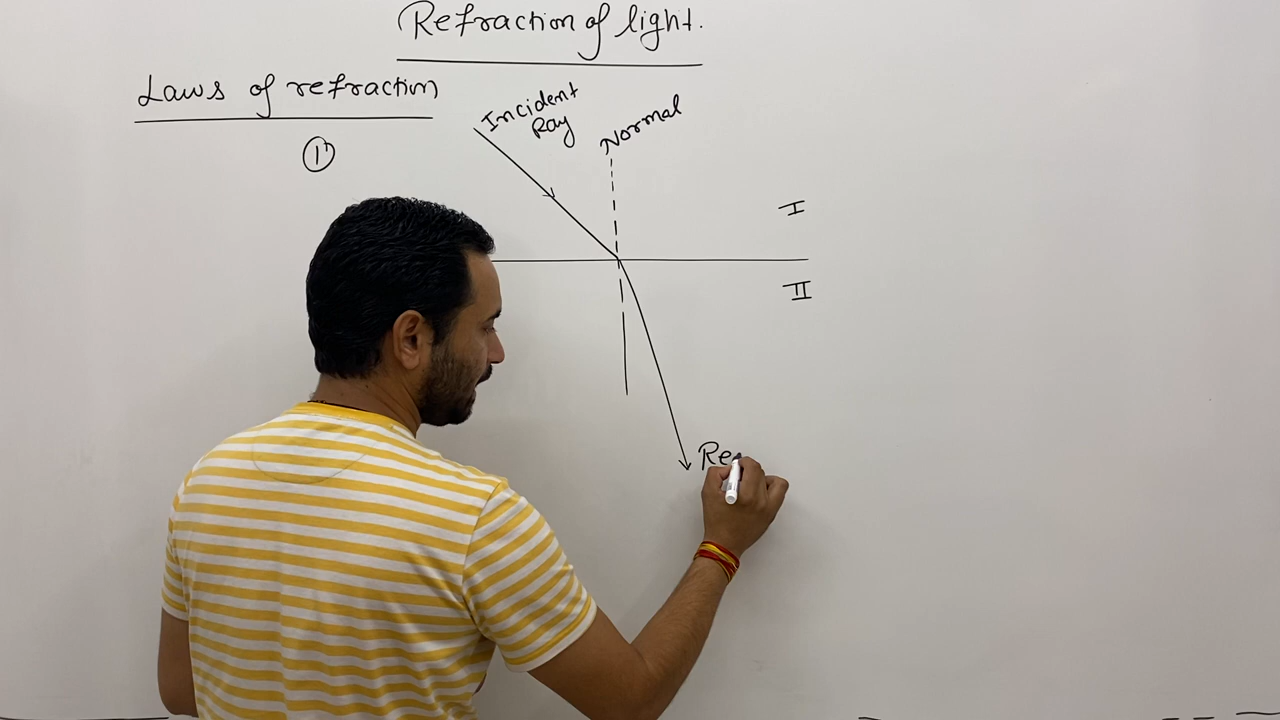 Refraction of light.
Laws of refraction
①
Incident
Ray
Normal
I
II
Re